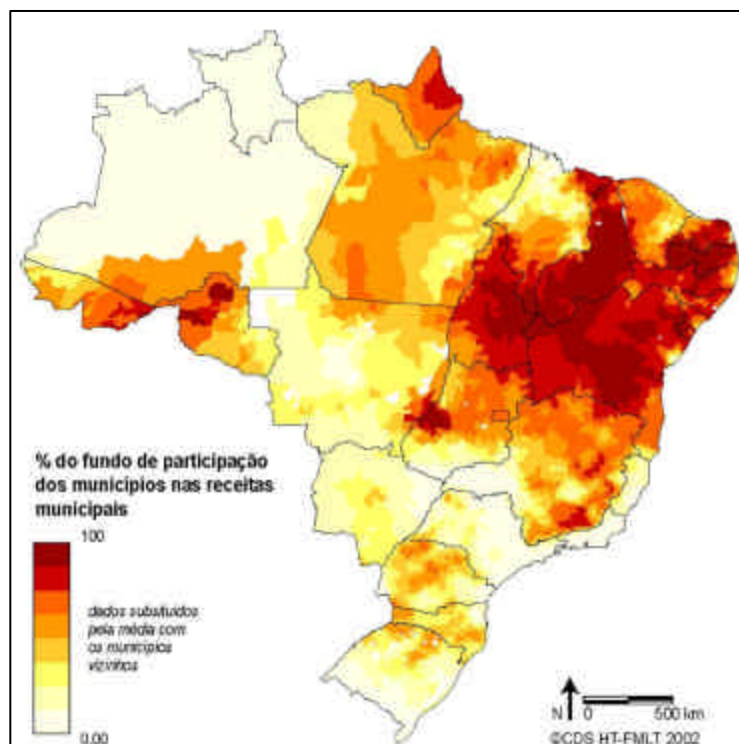 % do fundo de participação
dos municípios nas receitas
municipais
100
dados substuidos
pela média com
os municípios
vizinhos
0,00
N 0 500 km
©CDS HT-FMLT 2002